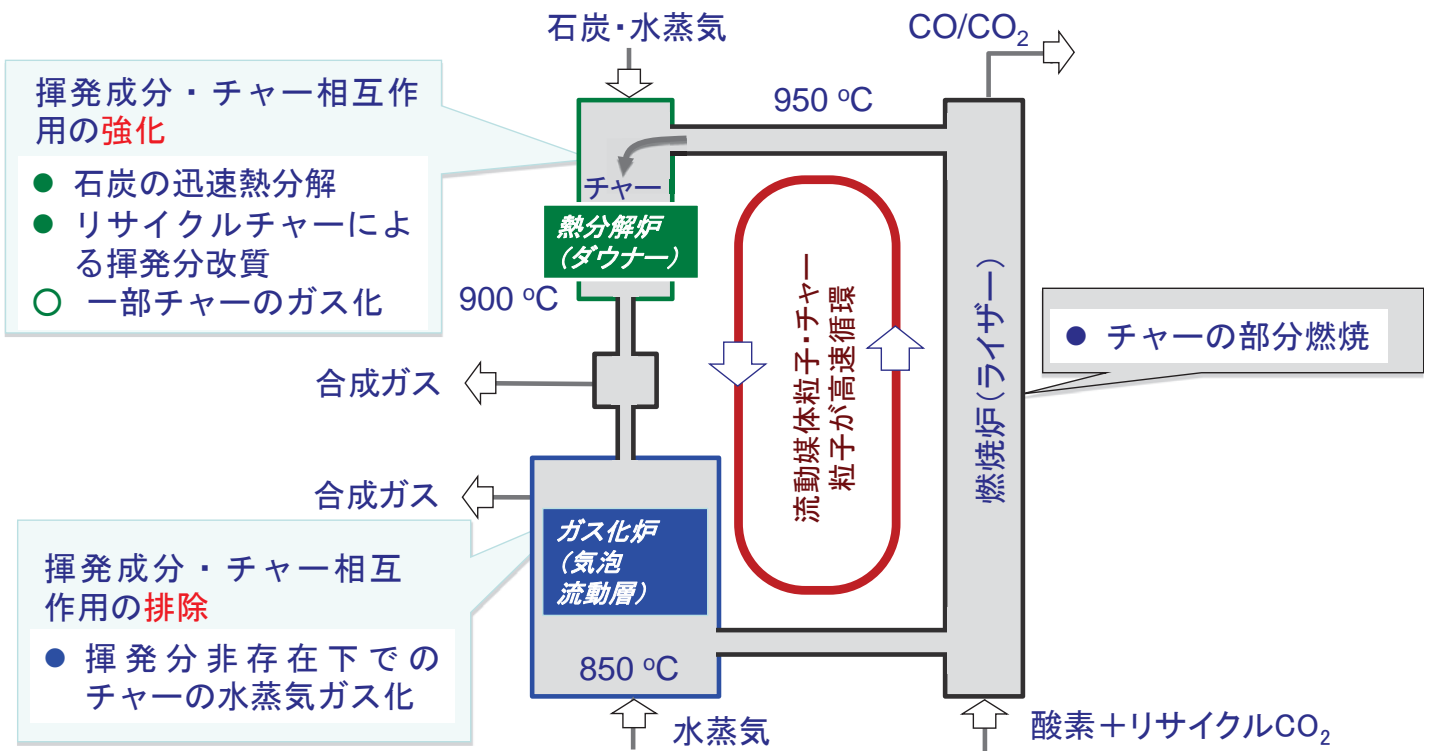 石炭・水蒸気
CO/CO₂
揮発成分・チャー相互作
用の強化
● 石炭の迅速熱分解
● リサイクルチャーによ
る揮発分改質
○ 一部チャーのガス化
950 ℃
チャー
熱分解炉
(ダウナー)
900 ℃
合成ガス
流動媒体粒子・チャー
粒子が高速循環
燃焼炉(ライザー)
● チャーの部分燃焼
合成ガス
ガス化炉
(気泡
流動層)
850 ℃
揮発成分・チャー相互
作用の排除
● 揮発分非存在下での
チャーの水蒸気ガス化
水蒸気
酸素+リサイクルCO₂